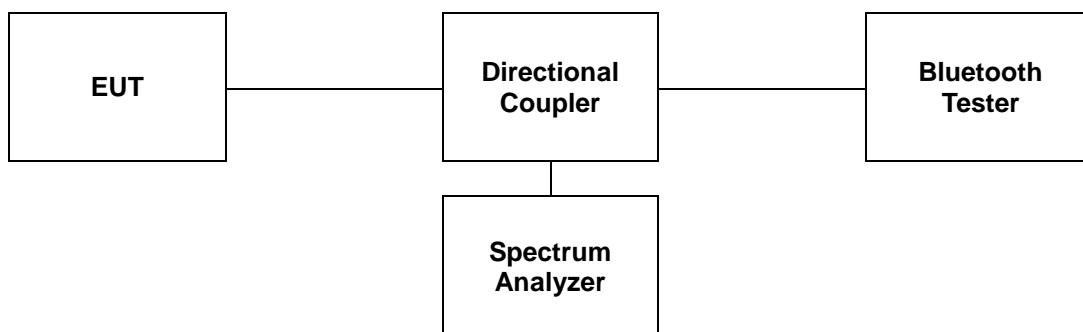 EUT
Directional
Coupler
Bluetooth
Tester
Spectrum
Analyzer